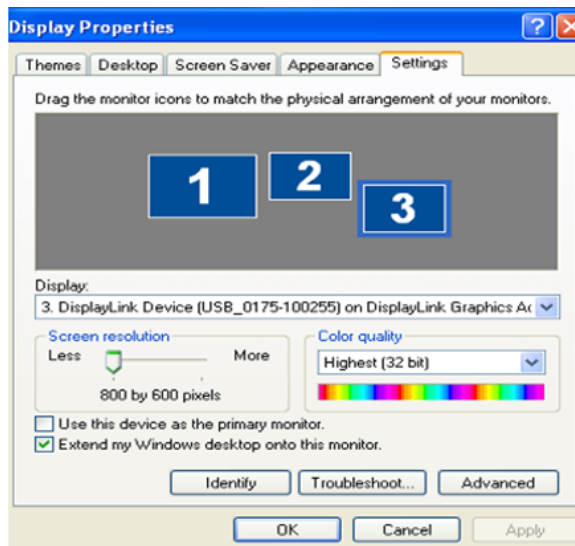 Display Properties
Themes Desktop Screen Saver Appearance Settings
Drag the monitor icons to match the physical arrangement of your monitors.
1 2 3
Display:
3. DisplayLink Device (USB_0175-100255) on DisplayLink Graphics Ac
Screen resolution
Less More
800 by 600 pixels
Color quality
Highest (32 bit)
Use this device as the primary monitor.
Extend my Windows desktop onto this monitor.
Identify Troubleshoot... Advanced
OK Cancel Apply